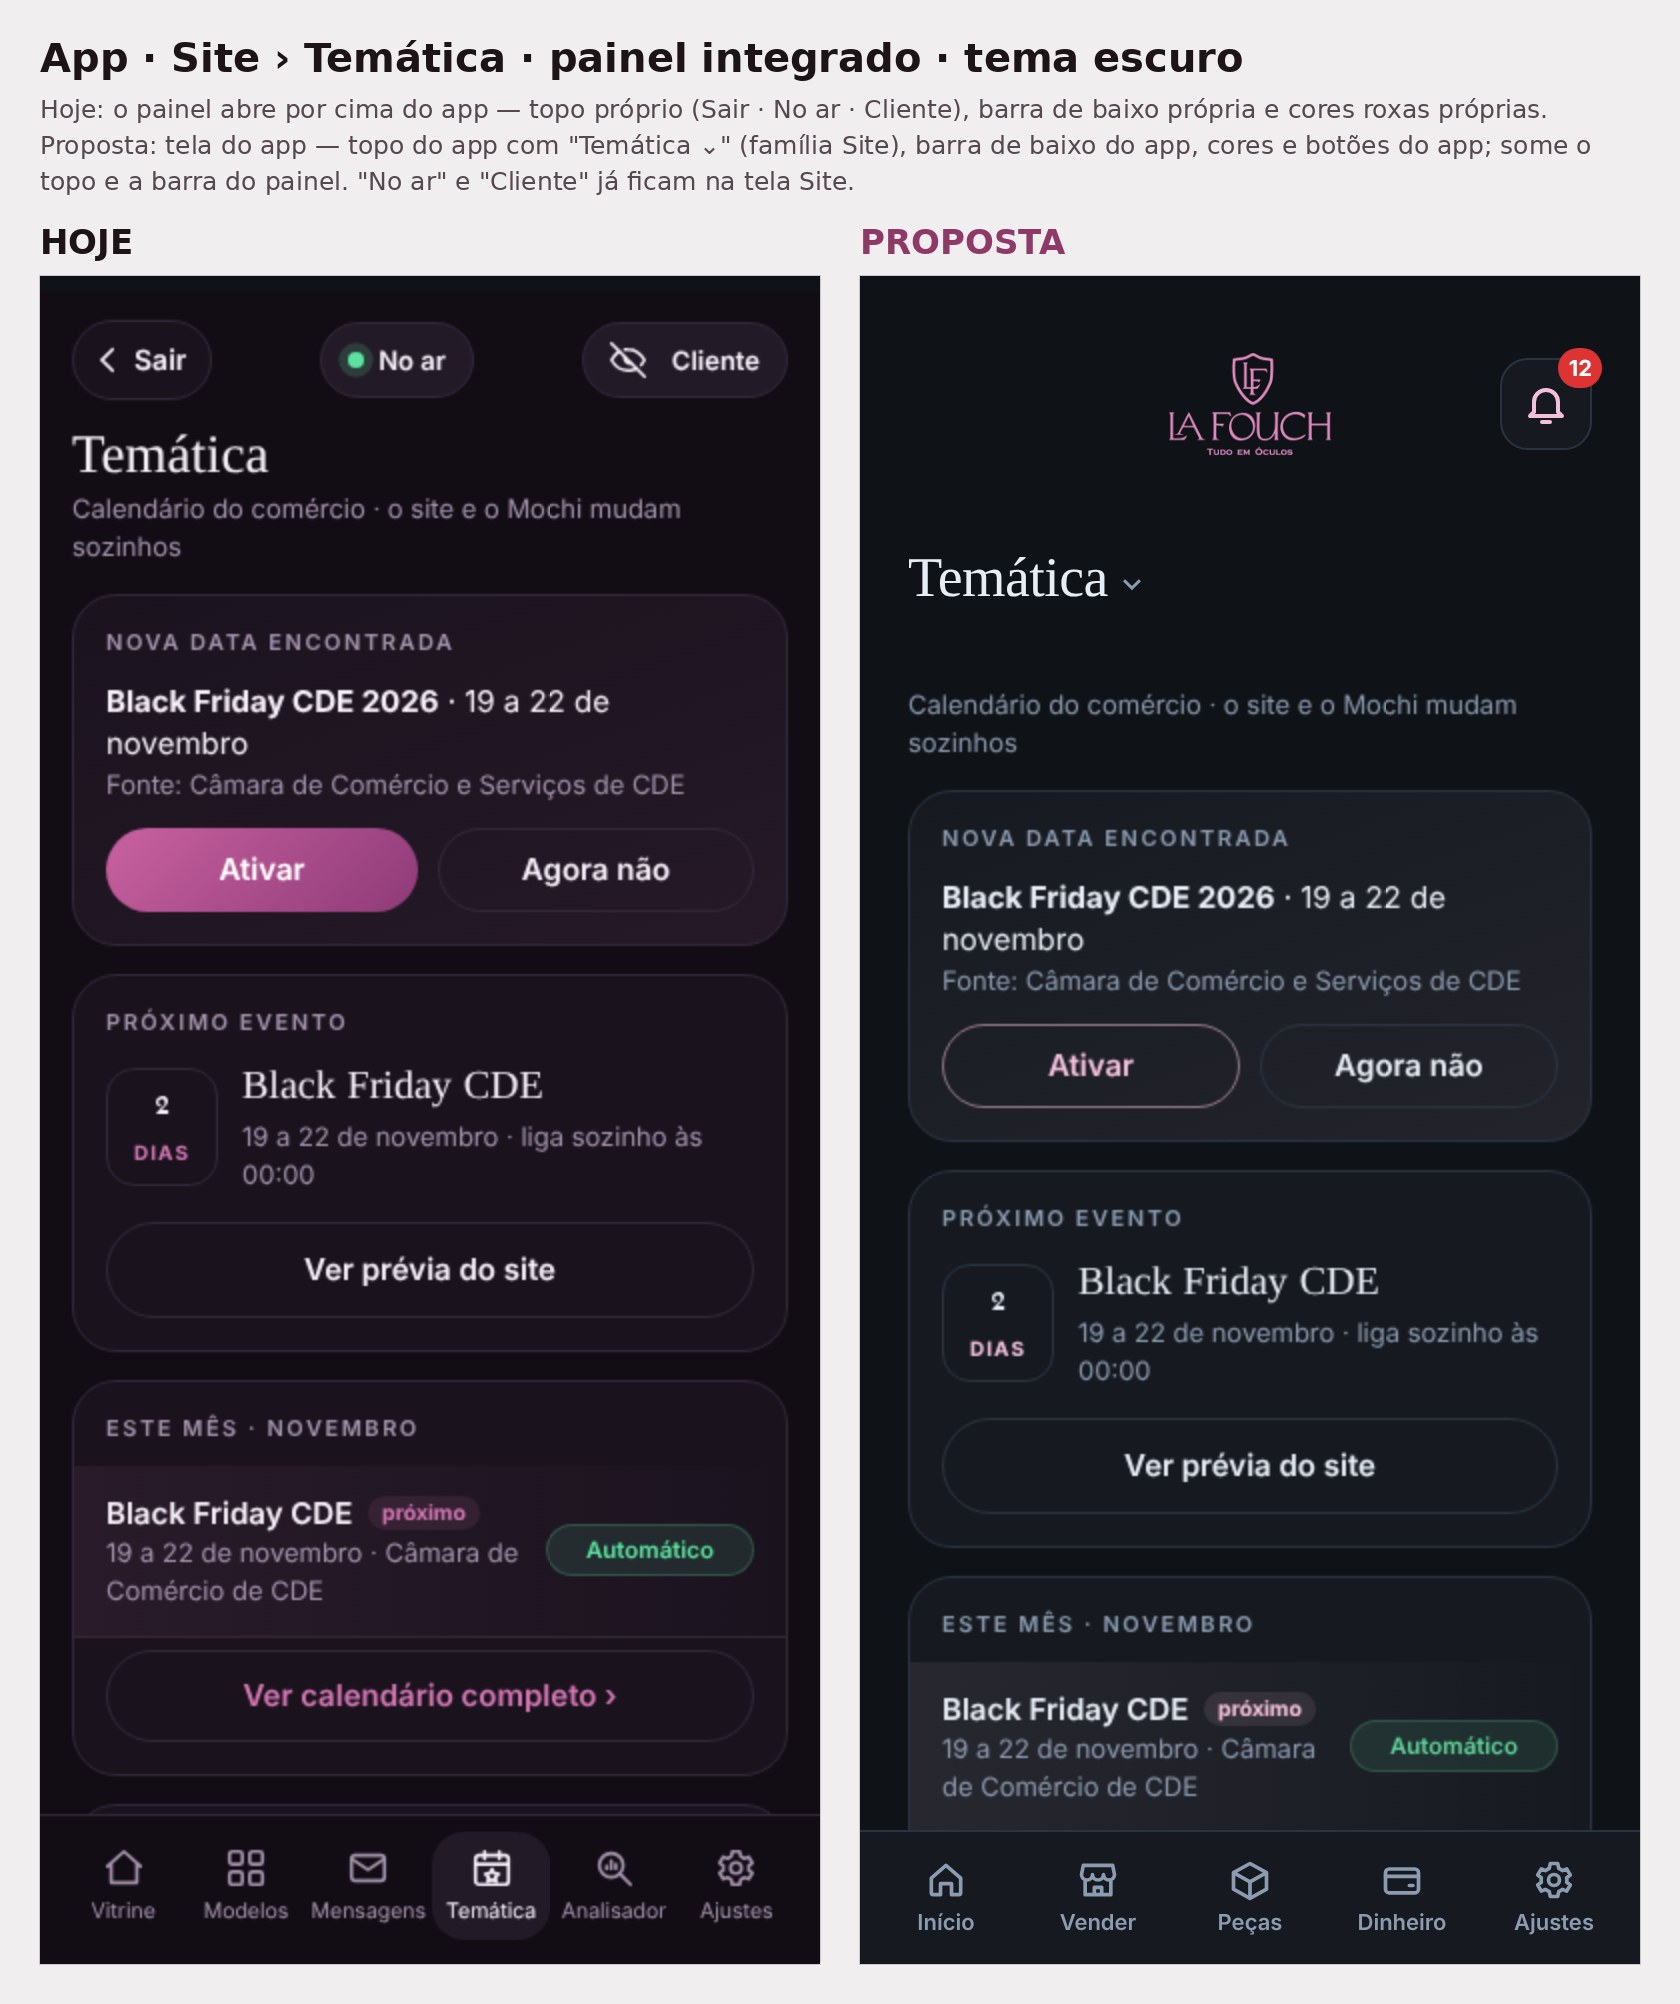 App · Site › Temática · painel integrado · tema escuro
Hoje: o painel abre por cima do app — topo próprio (Sair · No ar · Cliente), barra de baixo própria e cores roxas próprias.
Proposta: tela do app — topo do app com "Temática ⌄" (família Site), barra de baixo do app, cores e botões do app; some o
topo e a barra do painel. "No ar" e "Cliente" já ficam na tela Site.
HOJE
Sair
No ar
Cliente
Temática
Calendário do comércio · o site e o Mochi mudam
sozinhos
NOVA DATA ENCONTRADA
Black Friday CDE 2026 · 19 a 22 de
novembro
Fonte: Câmara de Comércio e Serviços de CDE
Ativar
Agora não
PRÓXIMO EVENTO
2
DIAS
Black Friday CDE
19 a 22 de novembro · liga sozinho às
00:00
Ver prévia do site
ESTE MÊS · NOVEMBRO
Black Friday CDE próximo
19 a 22 de novembro · Câmara de
Comércio de CDE
Automático
Ver calendário completo ›
Vitrine
Modelos
Mensagens
Temática
Analisador
Ajustes
PROPOSTA
LF
LA FOUCH
TUDO EM ÓCULOS
12
Temática ⌄
Calendário do comércio · o site e o Mochi mudam
sozinhos
NOVA DATA ENCONTRADA
Black Friday CDE 2026 · 19 a 22 de
novembro
Fonte: Câmara de Comércio e Serviços de CDE
Ativar
Agora não
PRÓXIMO EVENTO
2
DIAS
Black Friday CDE
19 a 22 de novembro · liga sozinho às
00:00
Ver prévia do site
ESTE MÊS · NOVEMBRO
Black Friday CDE próximo
19 a 22 de novembro · Câmara
de Comércio de CDE
Automático
Início
Vender
Peças
Dinheiro
Ajustes